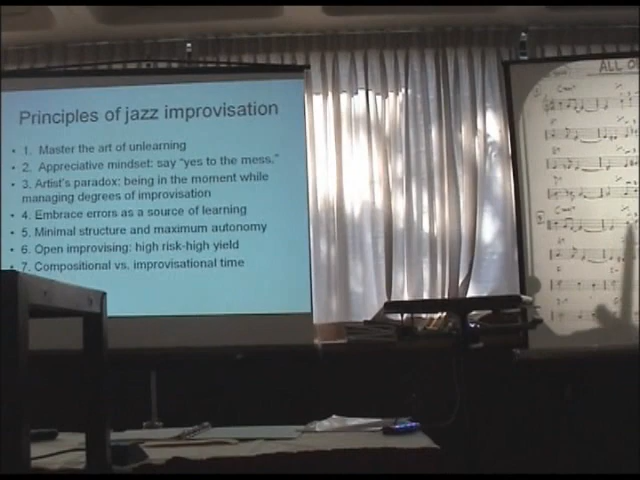 Principles of jazz improvisation
• 1. Master the art of unlearning
• 2. Appreciative mindset: say "yes to the mess."
• 3. Artist's paradox: being in the moment while
managing degrees of improvisation
• 4. Embrace errors as a source of learning
• 5. Minimal structure and maximum autonomy
• 6. Open improvising: high risk-high yield
• 7. Compositional vs. improvisational time
ALL O